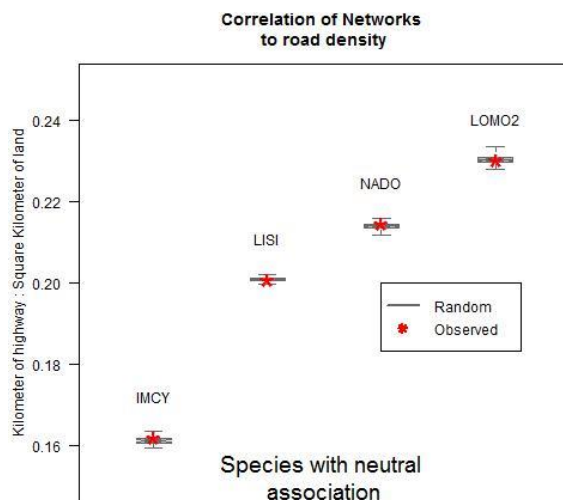 Correlation of Networks
to road density
Kilometer of highway : Square Kilometer of land
0.24
0.22
0.20
0.18
0.16
LOMO2
NADO
LISI
IMCY
Random
Observed
Species with neutral
association